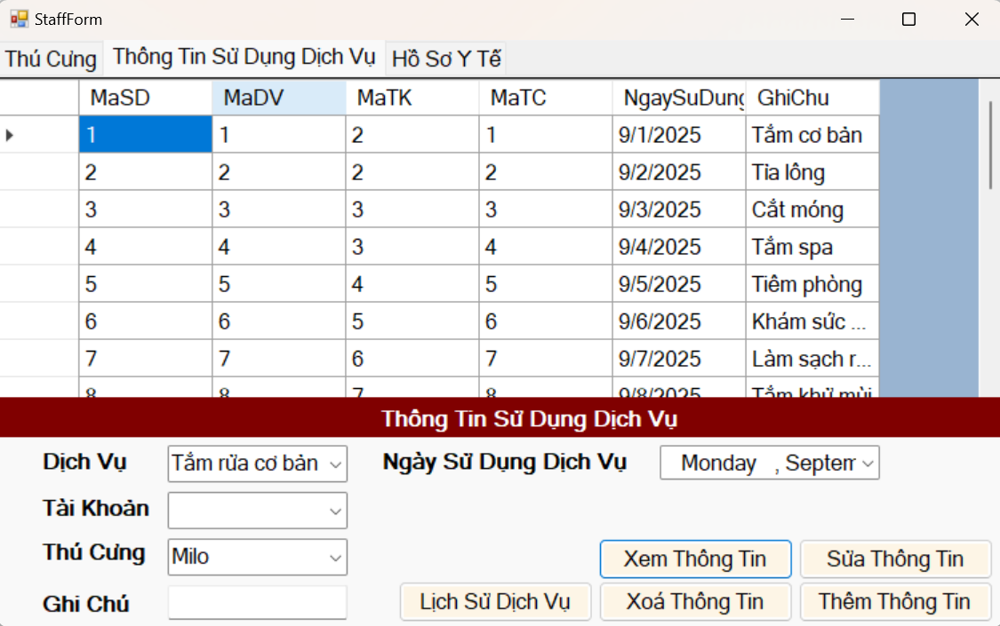 StaffForm
Thú Cưng Thông Tin Sử Dụng Dịch Vụ Hồ Sơ Y Tế
MaSD MaDV MaTK MaTC NgaySuDung GhiChu
1 1 2 1 9/1/2025 Tắm cơ bản
2 2 2 2 9/2/2025 Tỉa lông
3 3 3 3 9/3/2025 Cắt móng
4 4 3 4 9/4/2025 Tắm spa
5 5 4 5 9/5/2025 Tiêm phòng
6 6 5 6 9/6/2025 Khám sức ...
7 7 6 7 9/7/2025 Làm sạch r...
8 8 7 8 9/8/2025 Tắm khử mùi
Thông Tin Sử Dụng Dịch Vụ
Dịch Vụ Tắm rửa cơ bản Ngày Sử Dụng Dịch Vụ Monday , Septem
Tài Khoản
Thú Cưng Milo Xem Thông Tin Sửa Thông Tin
Ghi Chú Lịch Sử Dịch Vụ Xoá Thông Tin Thêm Thông Tin